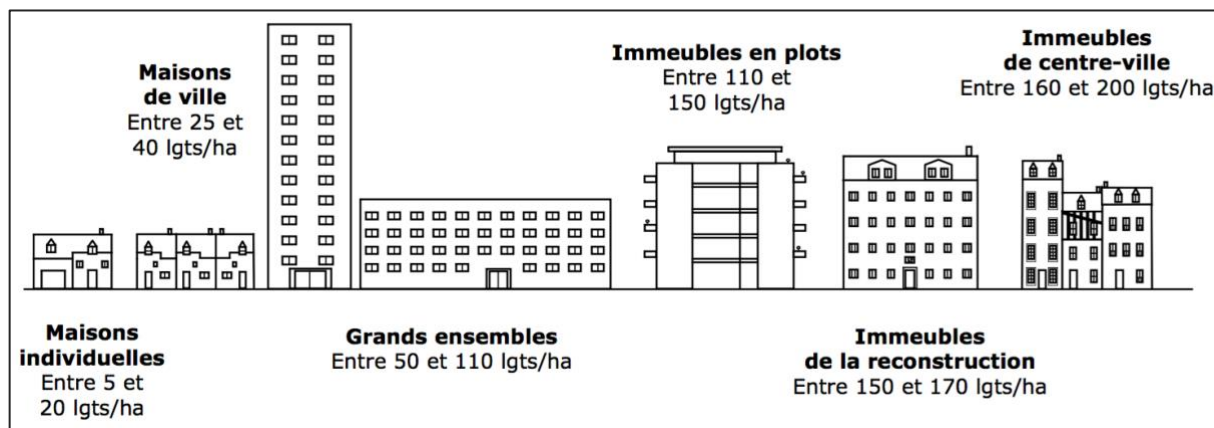 Maisons
de ville
Entre 25 et
40 lgts/ha
Immeubles en plots
Entre 110 et
150 lgts/ha
Immeubles
de centre-ville
Entre 160 et 200 lgts/ha
Maisons
individuelles
Entre 5 et
20 lgts/ha
Grands ensembles
Entre 50 et 110 lgts/ha
Immeubles
de la reconstruction
Entre 150 et 170 lgts/ha